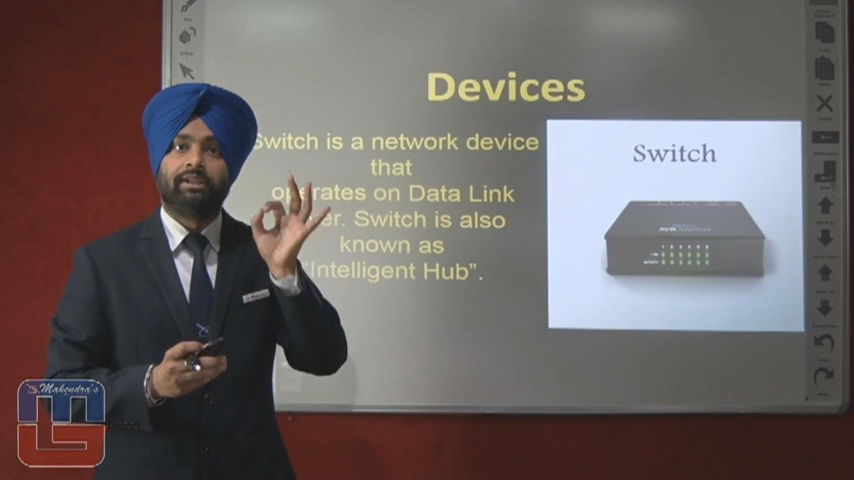 Devices
Switch is a network device
that
operates on Data Link
Switch is also
known as
"Intelligent Hub".
Switch
Mahendra's